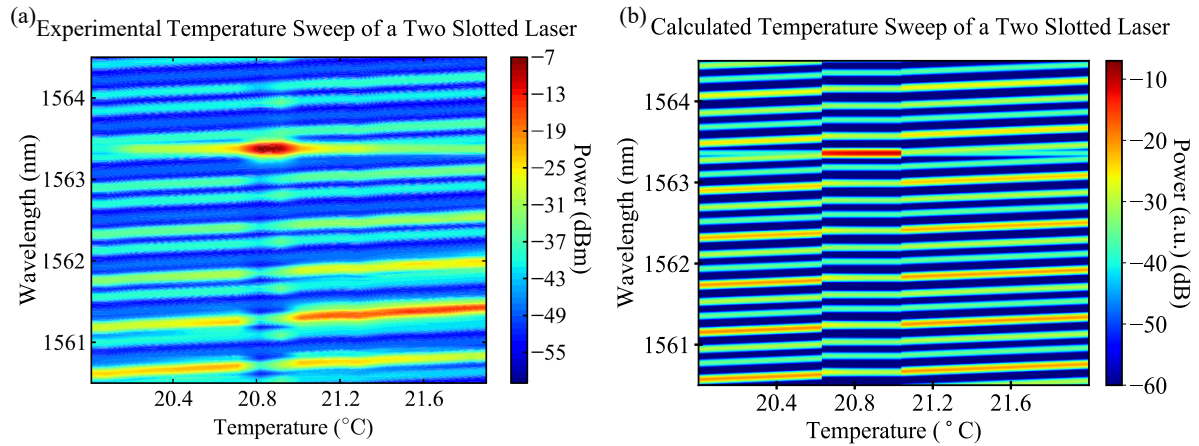 (a) Experimental Temperature Sweep of a Two Slotted Laser
1564
1563
1562
1561
Wavelength (nm)
20.4 20.8 21.2 21.6
Temperature (°C)
−7
−13
−19
−25
−31
−37
−43
−49
−55
Power (dBm)
(b) Calculated Temperature Sweep of a Two Slotted Laser
1564
1563
1562
1561
Wavelength (nm)
20.4 20.8 21.2 21.6
Temperature (°C)
−10
−20
−30
−40
−50
−60
Power (a.u.) (dB)